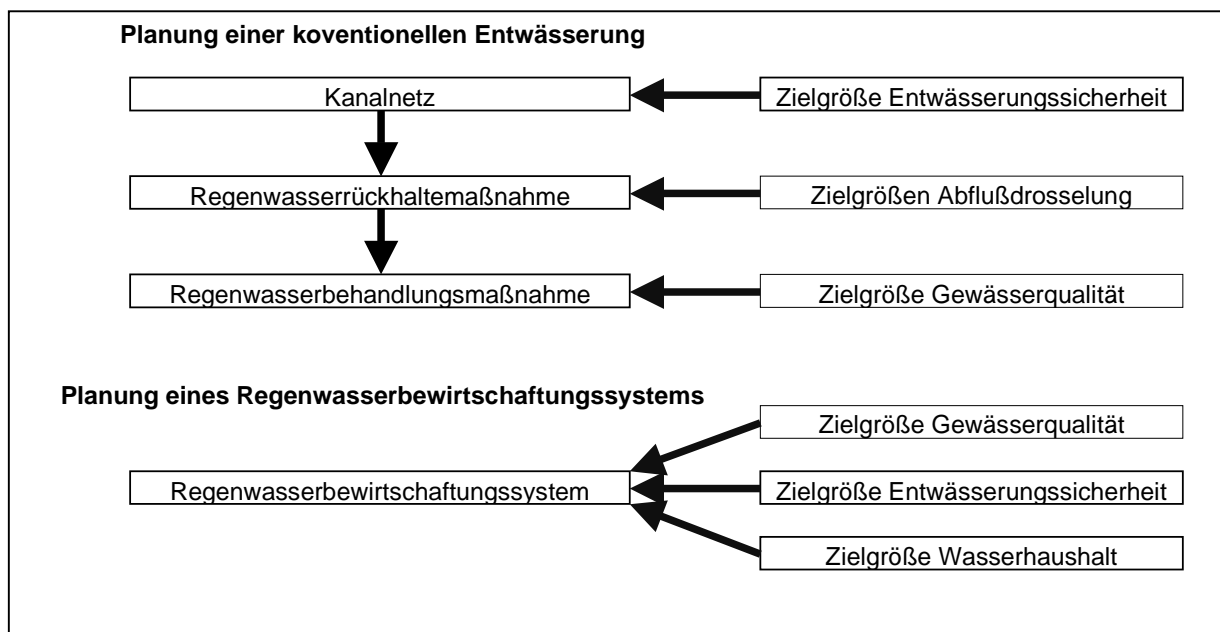 Planung einer koventionellen Entwässerung
Kanalnetz
Zielgröße Entwässerungssicherheit
Regenwasserrückhaltemaßnahme
Zielgrößen Abflußdrosselung
Regenwasserbehandlungsmaßnahme
Zielgröße Gewässerqualität
Planung eines Regenwasserbewirtschaftungssystems
Zielgröße Gewässerqualität
Regenwasserbewirtschaftungssystem
Zielgröße Entwässerungssicherheit
Zielgröße Wasserhaushalt